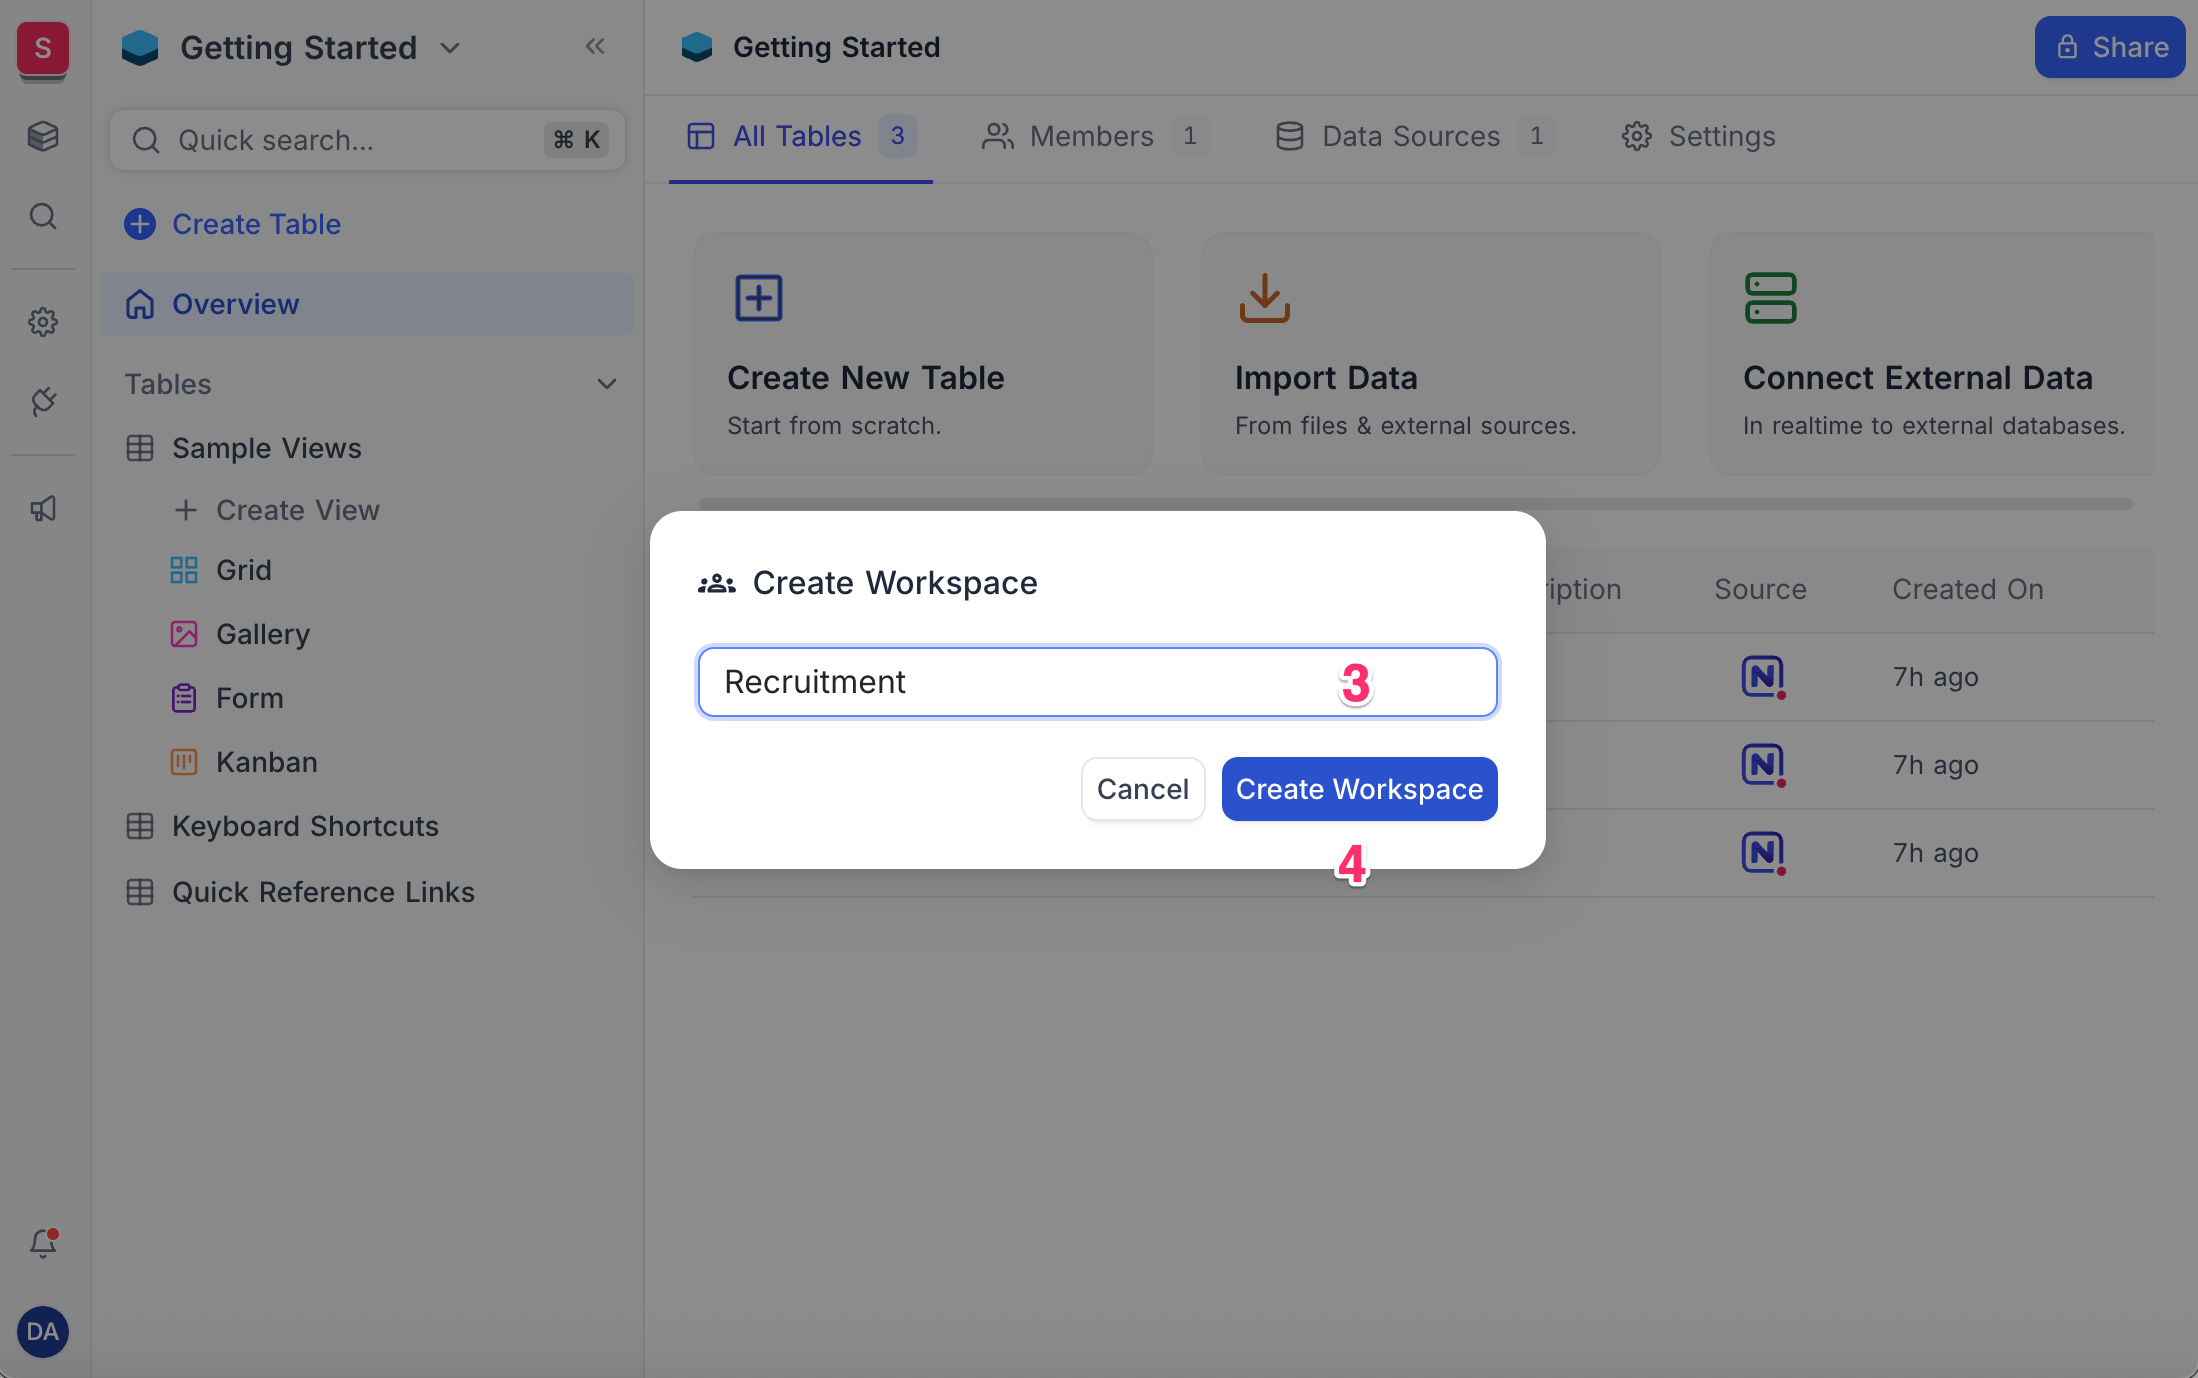 S
Getting Started
Quick search...
⌘ K
Create Table
Overview
Tables
Sample Views
Create View
Grid
Gallery
Form
Kanban
Keyboard Shortcuts
Quick Reference Links
DA
Getting Started
Share
All Tables 3
Members 1
Data Sources 1
Settings
Create New Table
Start from scratch.
Import Data
From files & external sources.
Connect External Data
In realtime to external databases.
ription
Source
Created On
N 7h ago
N 7h ago
N 7h ago
Create Workspace
Recruitment
3
Cancel
Create Workspace
4